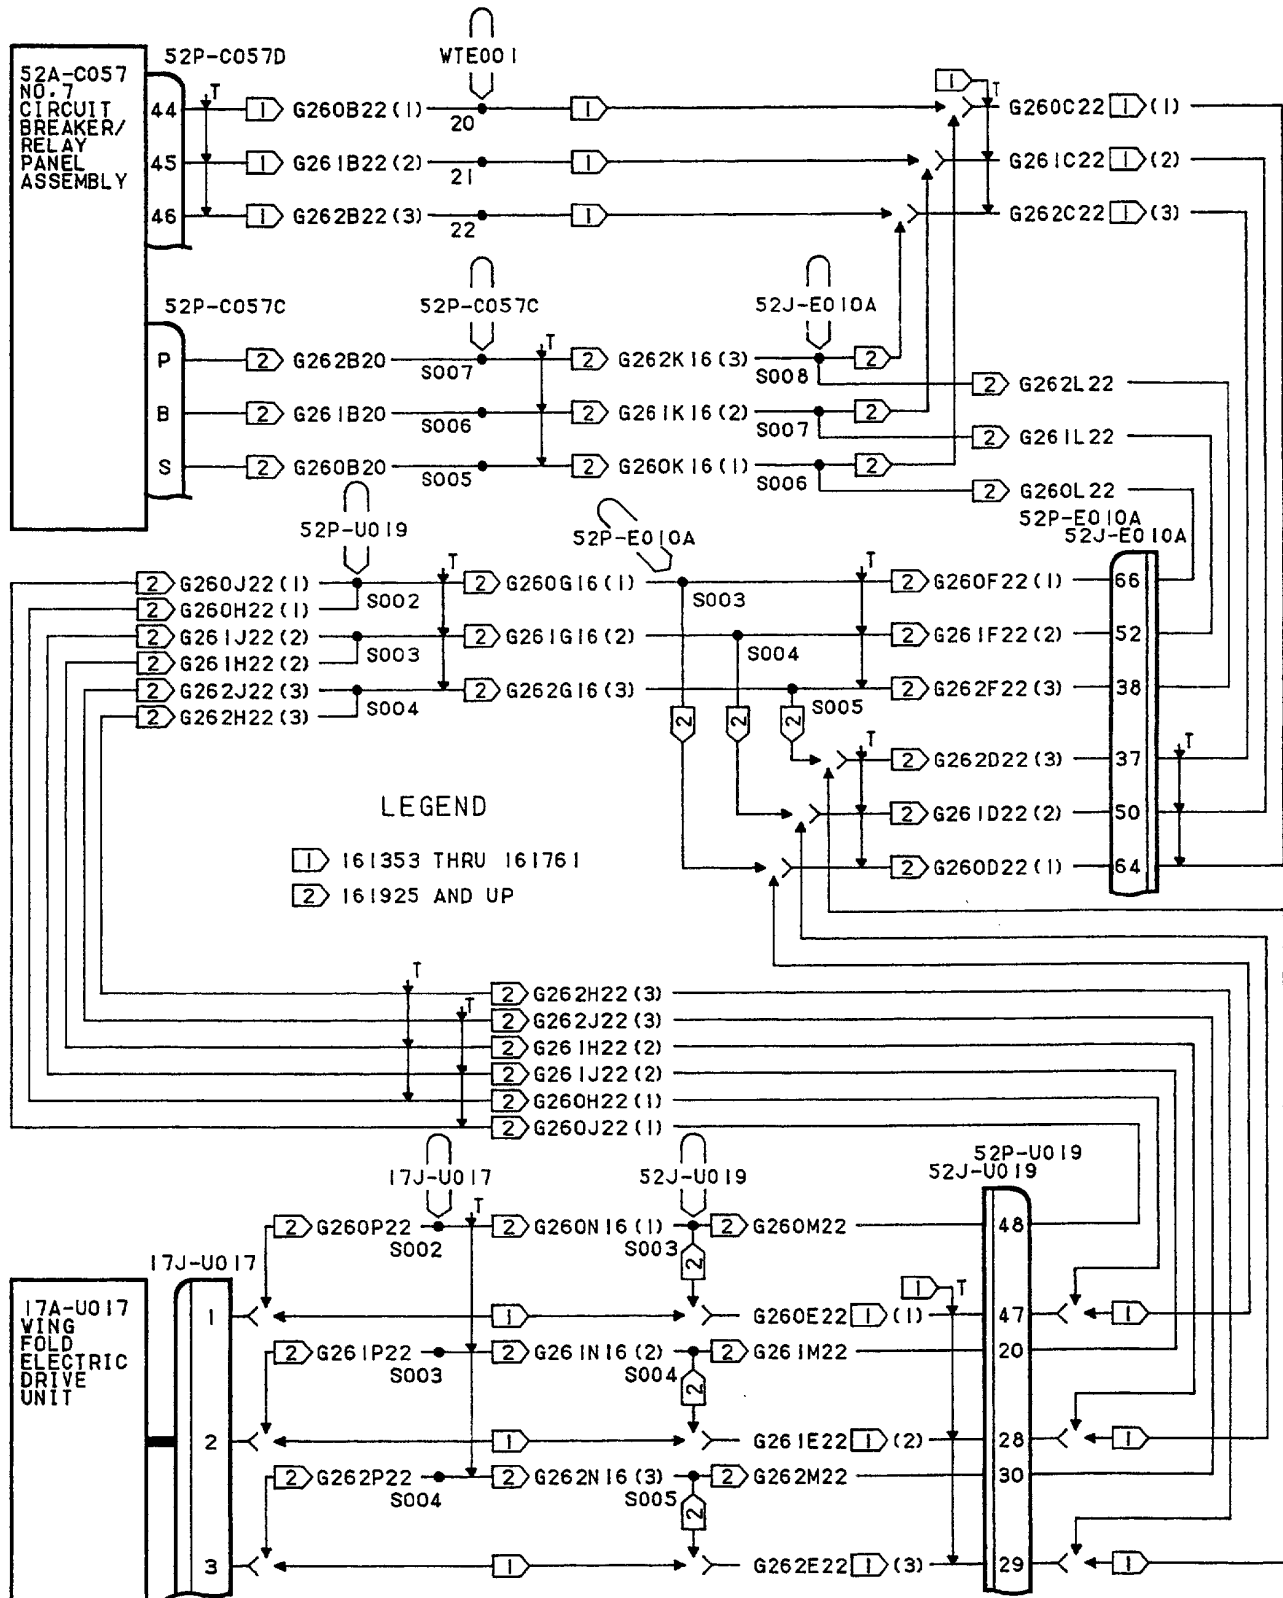 52P-C057D
WTE001
52A-C057
NO.7
CIRCUIT
BREAKER/
RELAY
PANEL
ASSEMBLY
44 T 1 G260B22(1) 20 1 1 T G260C22 1 (1)
45 1 G261B22(2) 21 G261C22 1 (2)
46 1 G262B22(3) 22 1 G262C22 1 (3)
52P-C057C 52P-C057C 52J-E010A
P 2 G262B20 S007 T 2 G262K16(3) S008 2
2 G262L22
B 2 G261B20 S006 2 G261K16(2) S007 2
2 G261L22
S 2 G260B20 S005 2 G260K16(1) S006 2
2 G260L22
52P-U019 52P-E010A 52P-E010A
52J-E010A
2 G260J22(1) S002 T 2 G260G16(1) S003 T 2 G260F22(1) 66
2 G260H22(1)
2 G261J22(2) S003 2 G261G16(2) S004 2 G261F22(2) 52
2 G261H22(2)
2 G262J22(3) S004 2 G262G16(3) S005 2 G262F22(3) 38
2 G262H22(3)
2 2 2
T 2 G262D22(3) 37 T
2 G261D22(2) 50
2 G260D22(1) 64
LEGEND
1 161353 THRU 161761
2 161925 AND UP
T 2 G262H22(3)
T 2 G262J22(3)
2 G261H22(2)
2 G261J22(2)
2 G260H22(1)
2 G260J22(1)
17J-U017 52J-U019 52P-U019
52J-U019
2 G260P22 S002 T 2 G260N16(1) S003 2 G260M22 48
17J-U017
2
1 T
17A-U017
WING
FOLD
ELECTRIC
DRIVE
UNIT
1 1 G260E22 1 (1) 47 1
2 G261P22 S003 2 G261N16(2) S004 2 G261M22 20
2
2 1 G261E22 1 (2) 28 1
2 G262P22 S004 2 G262N16(3) S005 2 G262M22 30
2
3 1 G262E22 1 (3) 29 1